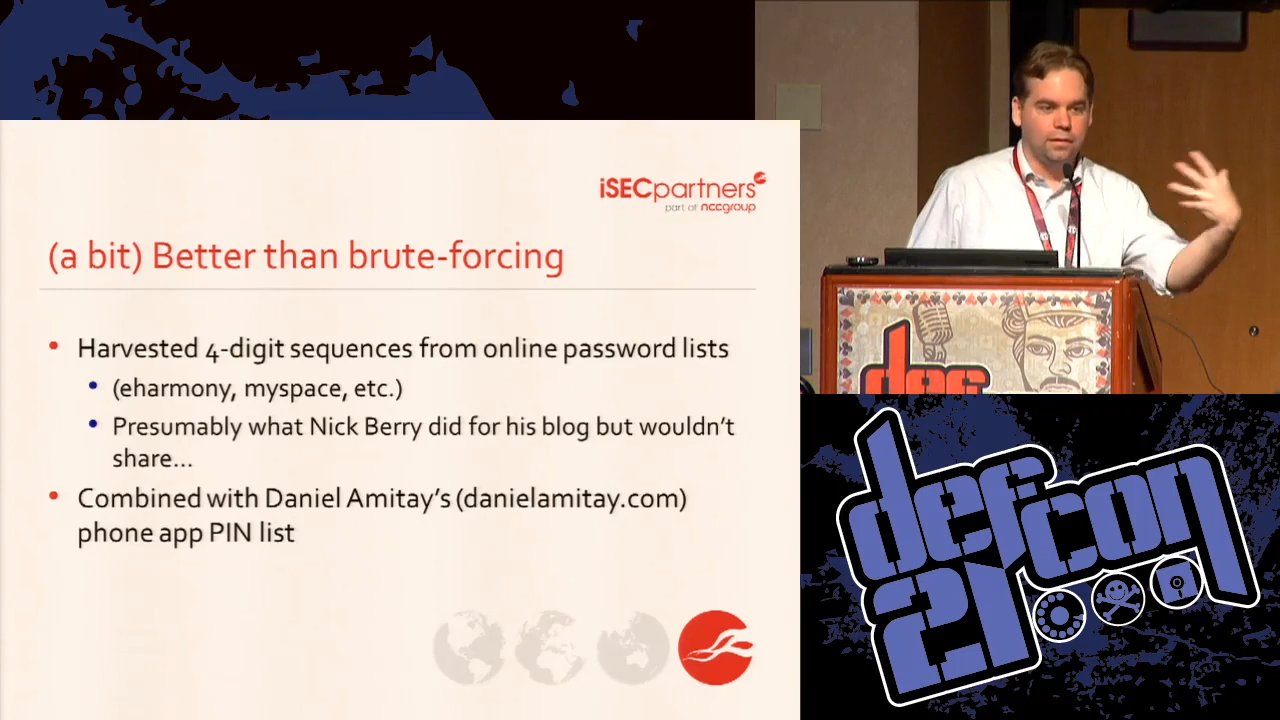 iSECpartners
part of nccgroup
(a bit) Better than brute-forcing
• Harvested 4-digit sequences from online password lists
• (eharmony, myspace, etc.)
• Presumably what Nick Berry did for his blog but wouldn't
share...
• Combined with Daniel Amitay's (danielamitay.com)
phone app PIN list
def
defcon
21